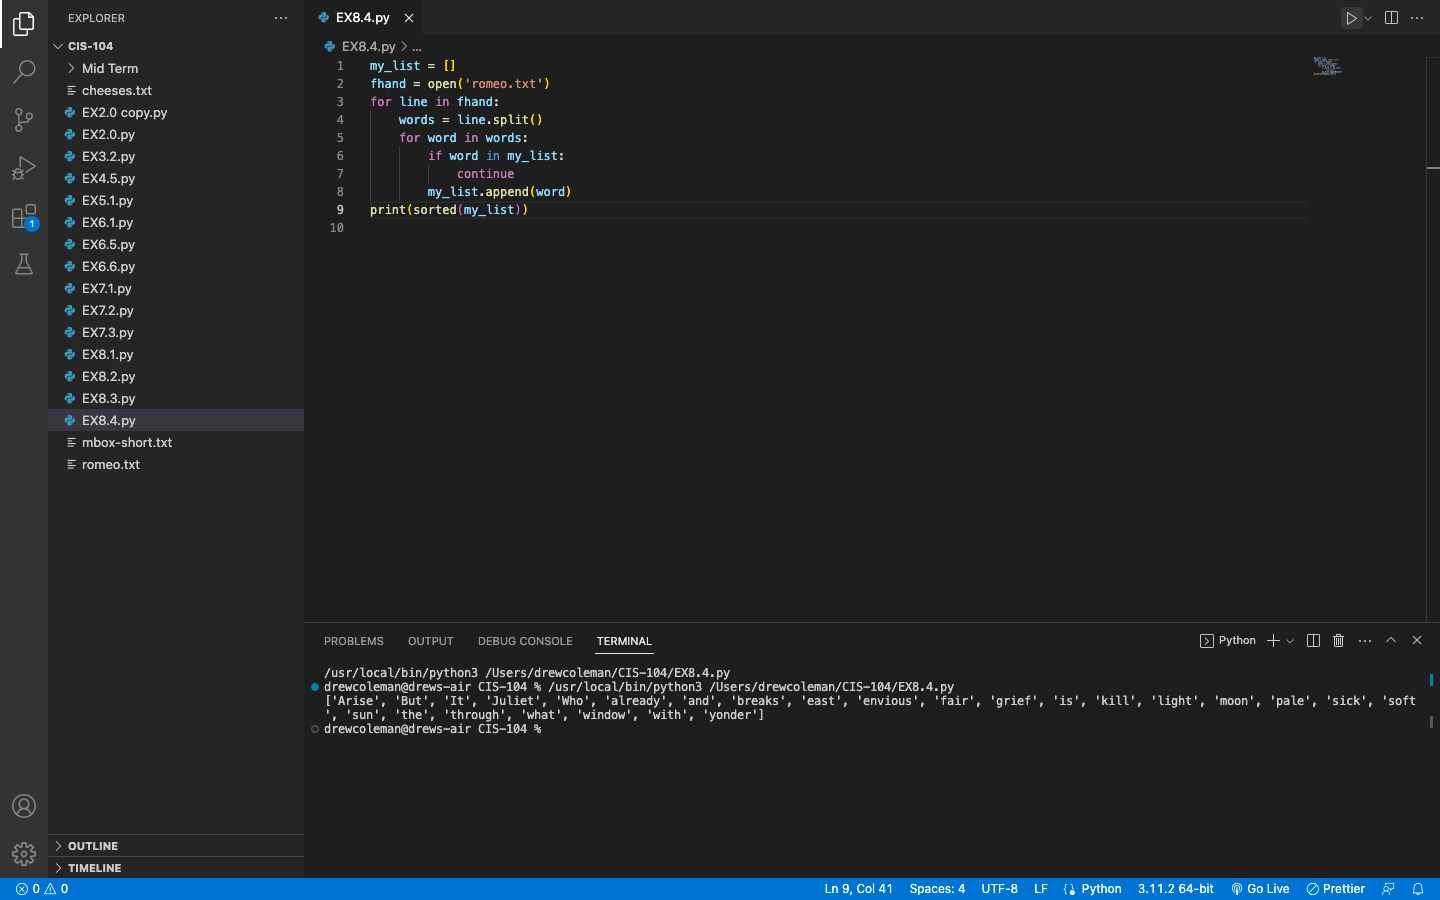 EXPLORER
CIS-104
Mid Term
cheeses.txt
EX2.0 copy.py
EX2.0.py
EX3.2.py
EX4.5.py
EX5.1.py
EX6.1.py
EX6.5.py
EX6.6.py
EX7.1.py
EX7.2.py
EX7.3.py
EX8.1.py
EX8.2.py
EX8.3.py
EX8.4.py
mbox-short.txt
romeo.txt
1
OUTLINE
TIMELINE
EX8.4.py
EX8.4.py > ...
1 my_list = []
2 fhand = open('romeo.txt')
3 for line in fhand:
4     words = line.split()
5     for word in words:
6         if word in my_list:
7             continue
8         my_list.append(word)
9 print(sorted(my_list))
10
PROBLEMS OUTPUT DEBUG CONSOLE TERMINAL
Python
/usr/local/bin/python3 /Users/drewcoleman/CIS-104/EX8.4.py
drewcoleman@drews-air CIS-104 % /usr/local/bin/python3 /Users/drewcoleman/CIS-104/EX8.4.py
['Arise', 'But', 'It', 'Juliet', 'Who', 'already', 'and', 'breaks', 'east', 'envious', 'fair', 'grief', 'is', 'kill', 'light', 'moon', 'pale', 'sick', 'soft
', 'sun', 'the', 'through', 'what', 'window', 'with', 'yonder']
drewcoleman@drews-air CIS-104 %
0 0 Ln 9, Col 41 Spaces: 4 UTF-8 LF Python 3.11.2 64-bit Go Live Prettier